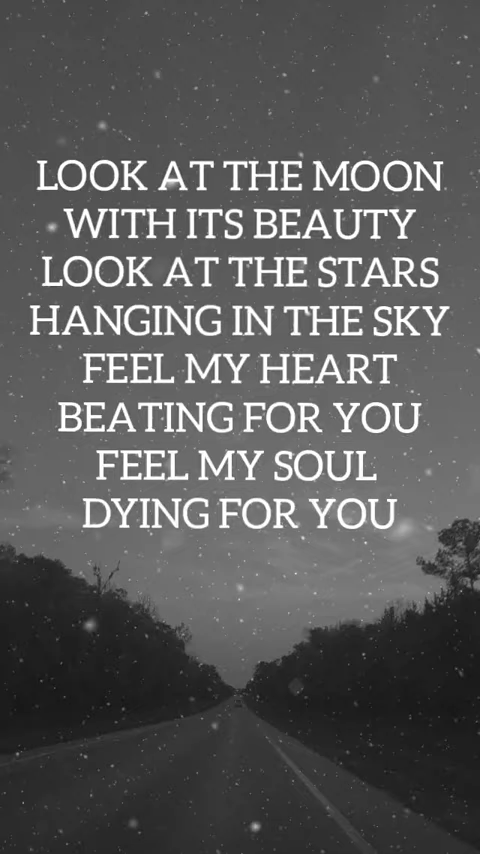 LOOK AT THE MOON
WITH ITS BEAUTY
LOOK AT THE STARS
HANGING IN THE SKY
FEEL MY HEART
BEATING FOR YOU
FEEL MY SOUL
DYING FOR YOU